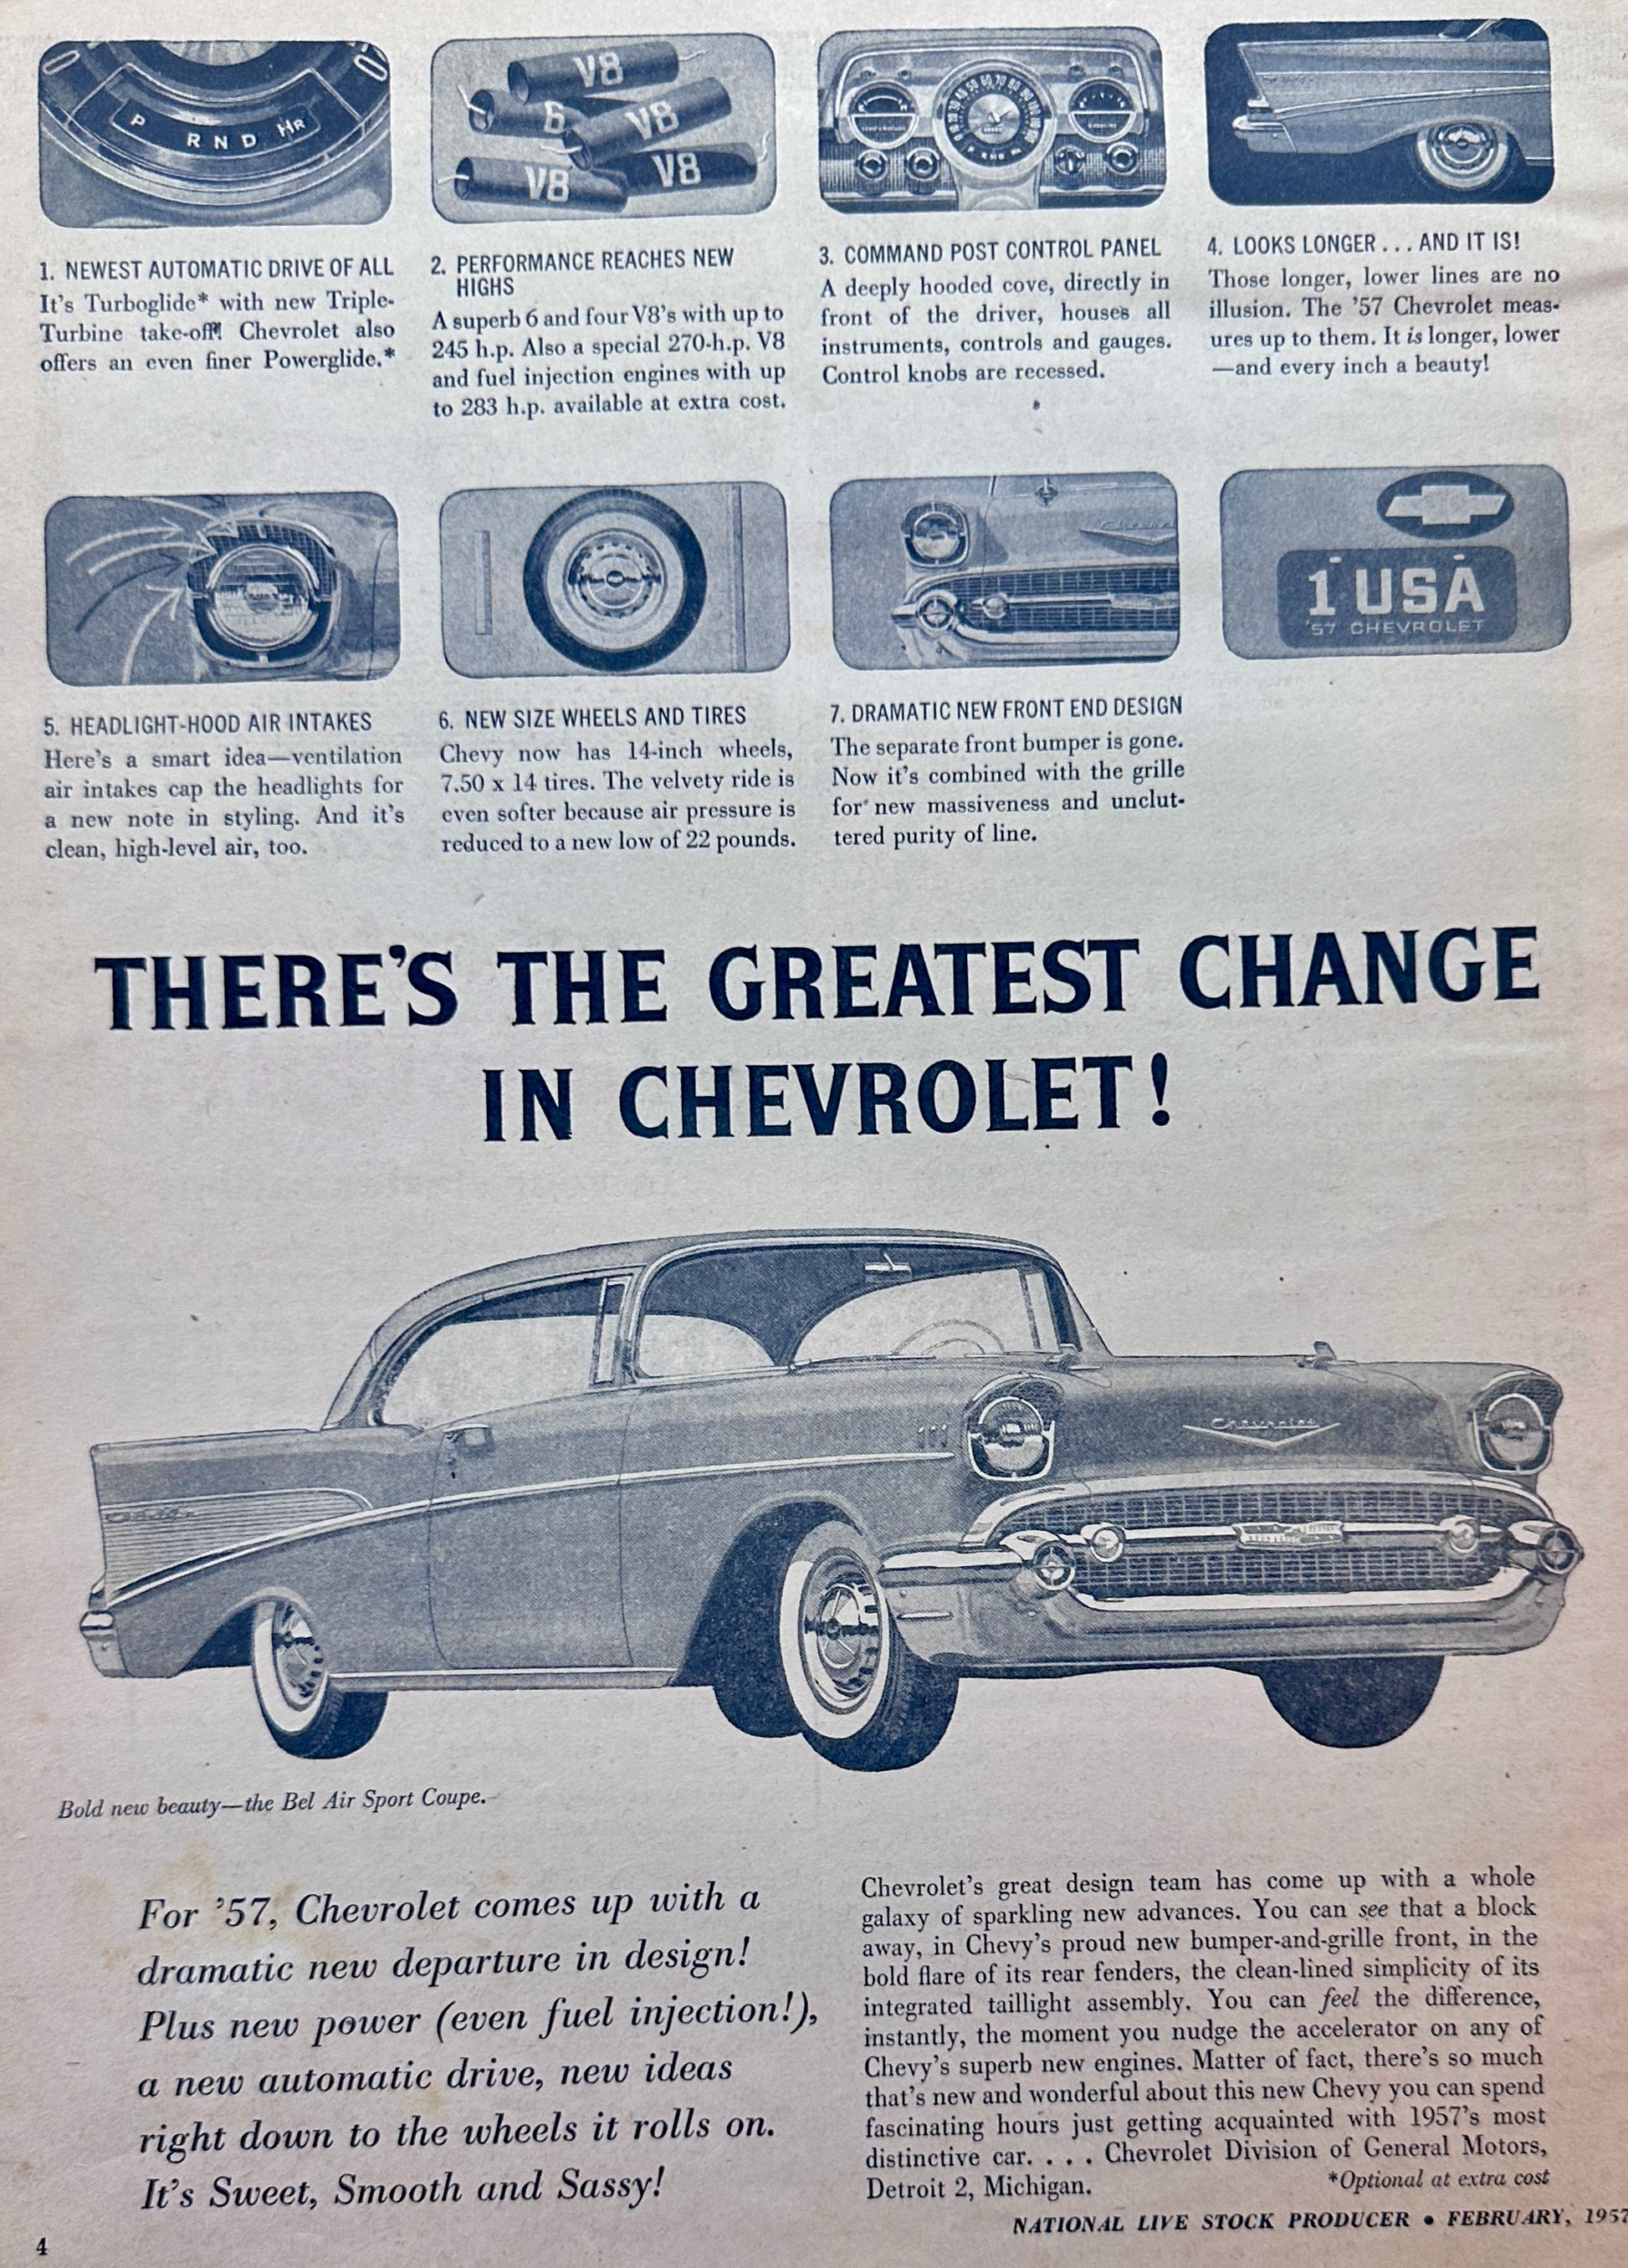 P R N D HR
V8
6
V8
V8
V8
1. NEWEST AUTOMATIC DRIVE OF ALL
It's Turboglide* with new Triple-
Turbine take-off! Chevrolet also
offers an even finer Powerglide.*
2. PERFORMANCE REACHES NEW
HIGHS
A superb 6 and four V8's with up to
245 h.p. Also a special 270-h.p. V8
and fuel injection engines with up
to 283 h.p. available at extra cost.
3. COMMAND POST CONTROL PANEL
A deeply hooded cove, directly in
front of the driver, houses all
instruments, controls and gauges.
Control knobs are recessed.
4. LOOKS LONGER . . . AND IT IS!
Those longer, lower lines are no
illusion. The '57 Chevrolet meas-
ures up to them. It is longer, lower
—and every inch a beauty!
1 USA
'57 CHEVROLET
5. HEADLIGHT-HOOD AIR INTAKES
Here's a smart idea—ventilation
air intakes cap the headlights for
a new note in styling. And it's
clean, high-level air, too.
6. NEW SIZE WHEELS AND TIRES
Chevy now has 14-inch wheels,
7.50 x 14 tires. The velvety ride is
even softer because air pressure is
reduced to a new low of 22 pounds.
7. DRAMATIC NEW FRONT END DESIGN
The separate front bumper is gone.
Now it's combined with the grille
for new massiveness and unclut-
tered purity of line.
THERE'S THE GREATEST CHANGE
IN CHEVROLET!
Chevrolet
Bold new beauty—the Bel Air Sport Coupe.
For '57, Chevrolet comes up with a
dramatic new departure in design!
Plus new power (even fuel injection!),
a new automatic drive, new ideas
right down to the wheels it rolls on.
It's Sweet, Smooth and Sassy!
Chevrolet's great design team has come up with a whole
galaxy of sparkling new advances. You can see that a block
away, in Chevy's proud new bumper-and-grille front, in the
bold flare of its rear fenders, the clean-lined simplicity of its
integrated taillight assembly. You can feel the difference,
instantly, the moment you nudge the accelerator on any of
Chevy's superb new engines. Matter of fact, there's so much
that's new and wonderful about this new Chevy you can spend
fascinating hours just getting acquainted with 1957's most
distinctive car. . . . Chevrolet Division of General Motors,
Detroit 2, Michigan.
*Optional at extra cost
NATIONAL LIVE STOCK PRODUCER • FEBRUARY, 1957
4